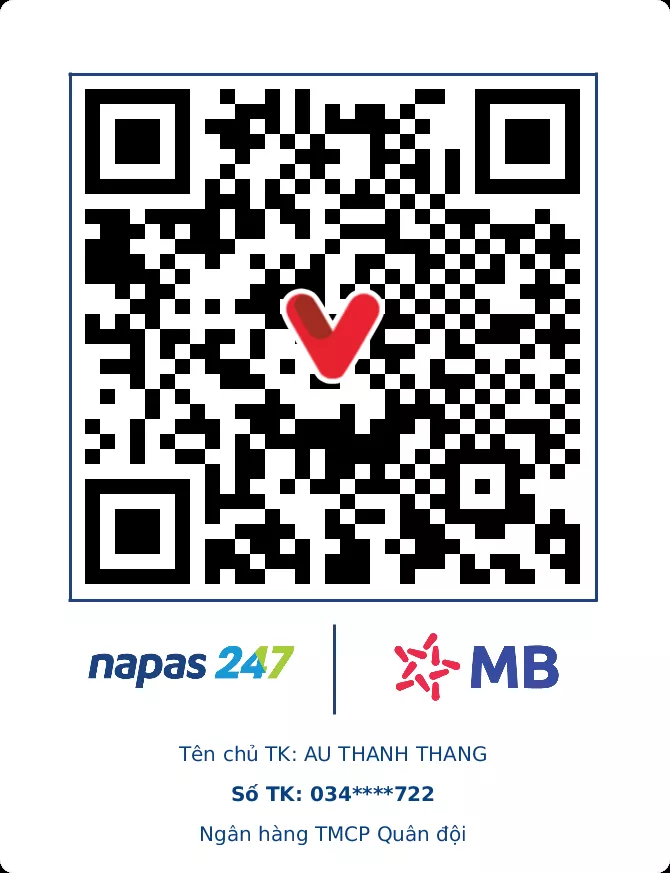 napas 247
MB
Tên chủ TK: AU THANH THANG
Số TK: 034****722
Ngân hàng TMCP Quân đội